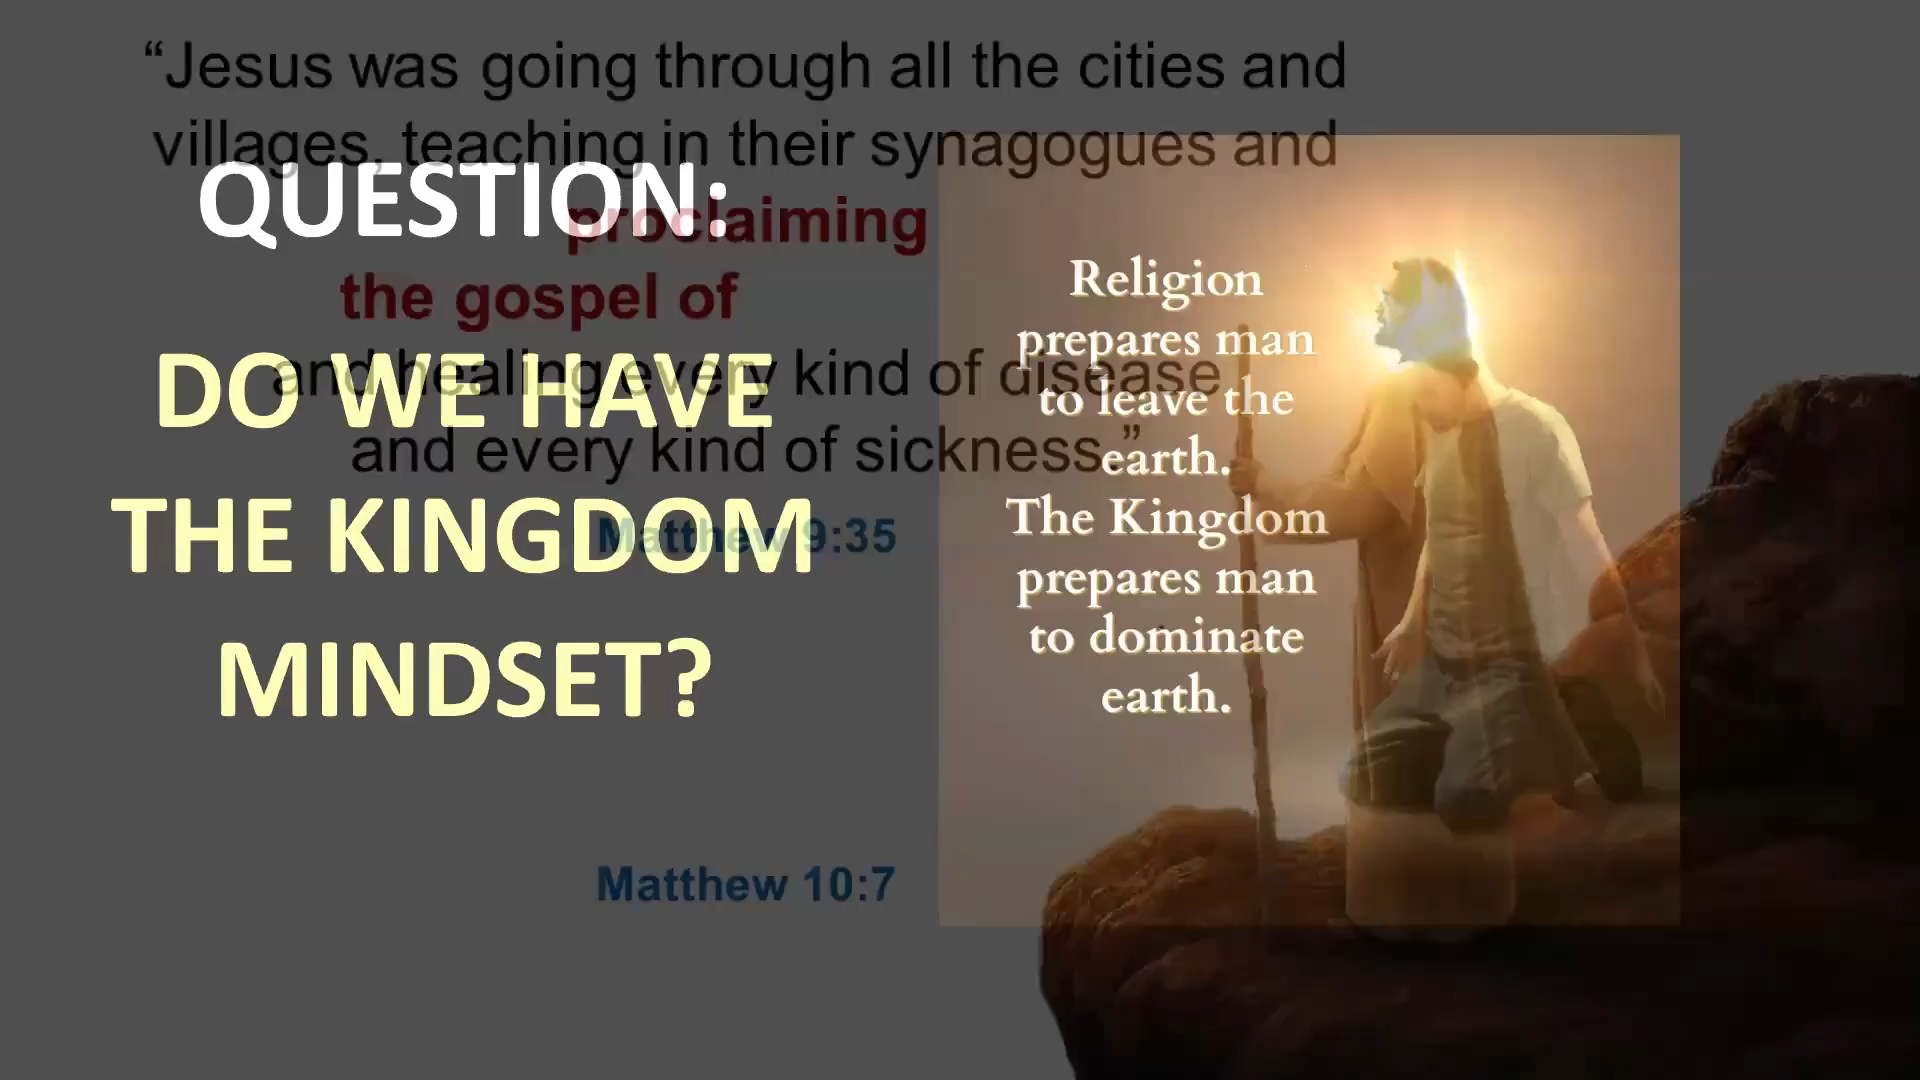 “Jesus was going through all the cities and
villages, teaching in their synagogues and
proclaiming
the gospel of
and healing every kind of disease
and every kind of sickness.”
Matthew 9:35
Matthew 10:7
QUESTION:
DO WE HAVE
THE KINGDOM
MINDSET?
Religion
prepares man
to leave the
earth.
The Kingdom
prepares man
to dominate
earth.